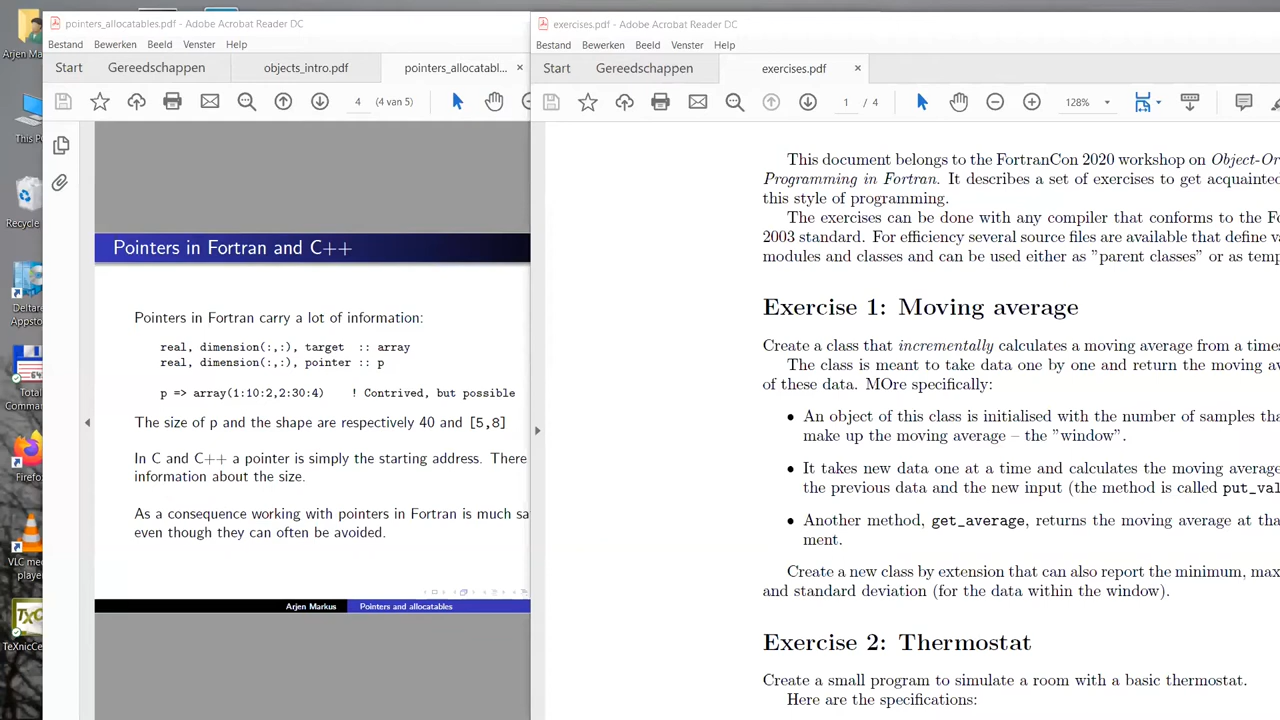 Arjen Ma
This P
Recycle
Deltare
Appsto
Total
Comma
Firefo
VLC me
player
TeXnicCe
pointers_allocatables.pdf - Adobe Acrobat Reader DC
Bestand Bewerken Beeld Venster Help
Start Gereedschappen objects_intro.pdf pointers_allocatabl... ×
4 (4 van 5)
Pointers in Fortran and C++
Pointers in Fortran carry a lot of information:
real, dimension(:,:), target :: array
real, dimension(:,:), pointer :: p
p => array(1:10:2,2:30:4) ! Contrived, but possible
The size of p and the shape are respectively 40 and [5,8]
In C and C++ a pointer is simply the starting address. There
information about the size.
As a consequence working with pointers in Fortran is much sa
even though they can often be avoided.
Arjen Markus Pointers and allocatables
exercises.pdf - Adobe Acrobat Reader DC
Bestand Bewerken Beeld Venster Help
Start Gereedschappen exercises.pdf ×
1 / 4 128%
This document belongs to the FortranCon 2020 workshop on Object-Or
Programming in Fortran. It describes a set of exercises to get acquainted
this style of programming.
The exercises can be done with any compiler that conforms to the Fo
2003 standard. For efficiency several source files are available that define va
modules and classes and can be used either as "parent classes" or as temp
Exercise 1: Moving average
Create a class that incrementally calculates a moving average from a times
The class is meant to take data one by one and return the moving a
of these data. MOre specifically:
• An object of this class is initialised with the number of samples tha
make up the moving average – the "window".
• It takes new data one at a time and calculates the moving average
the previous data and the new input (the method is called put_val
• Another method, get_average, returns the moving average at tha
ment.
Create a new class by extension that can also report the minimum, max
and standard deviation (for the data within the window).
Exercise 2: Thermostat
Create a small program to simulate a room with a basic thermostat.
Here are the specifications: